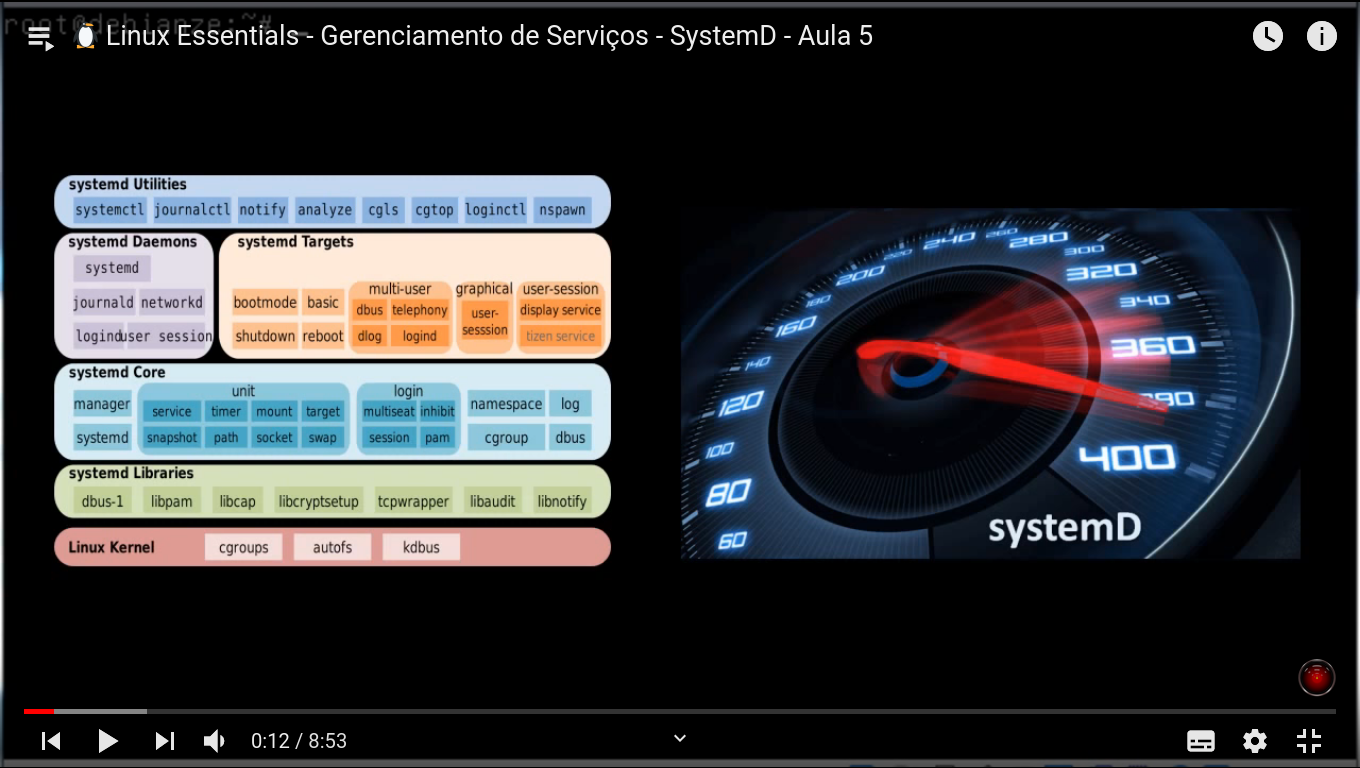 root@debianze:~#
Linux Essentials - Gerenciamento de Serviços - SystemD - Aula 5
systemd Utilities
systemctl journalctl notify analyze cgls cgtop loginctl nspawn
systemd Daemons
systemd
journald networkd
logind user session
systemd Targets
bootmode basic
shutdown reboot
multi-user
dbus telephony
dlog logind
graphical
user-
sesssion
user-session
display service
tizen service
systemd Core
manager
systemd
unit
service timer mount target
snapshot path socket swap
login
multiseat inhibit
session pam
namespace log
cgroup dbus
systemd Libraries
dbus-1 libpam libcap libcryptsetup tcpwrapper libaudit libnotify
Linux Kernel cgroups autofs kdbus
60
80
100
120
140
160
180
200
220
240
260
280
300
320
340
360
400
systemD
0:12 / 8:53